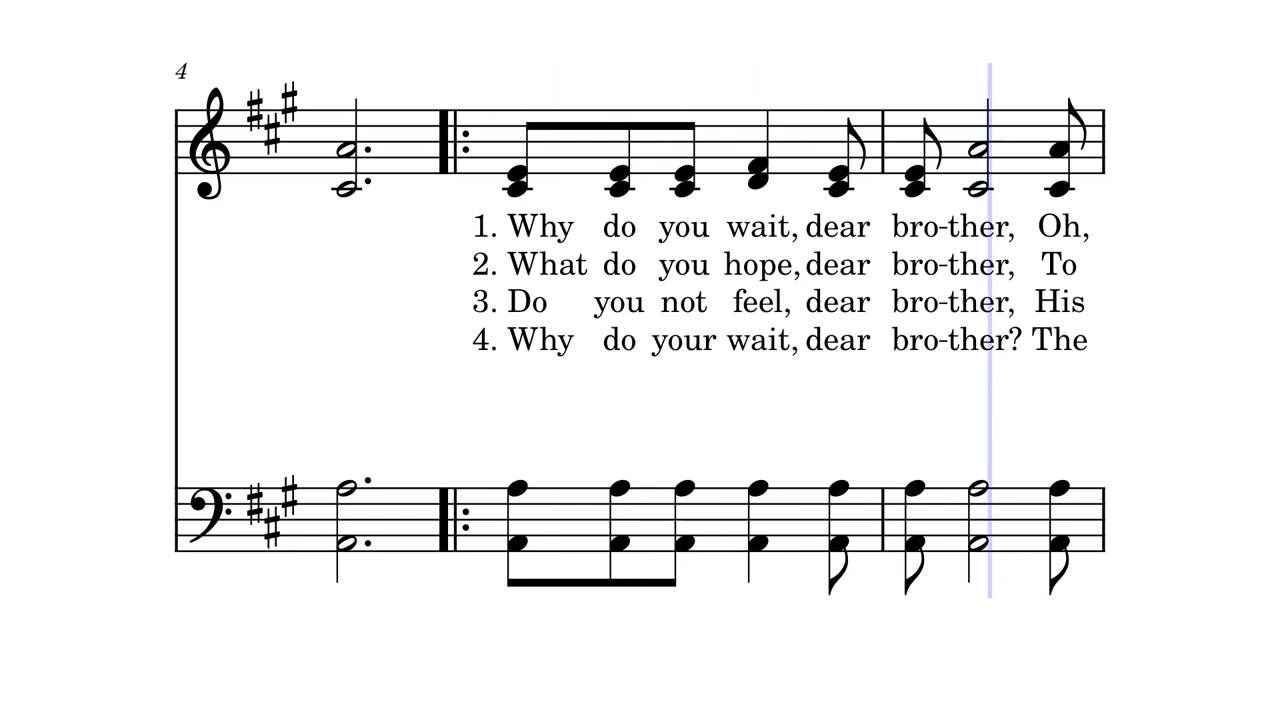 4
1. Why do you wait, dear bro-ther, Oh,
2. What do you hope, dear bro-ther, To
3. Do you not feel, dear bro-ther, His
4. Why do your wait, dear bro-ther? The